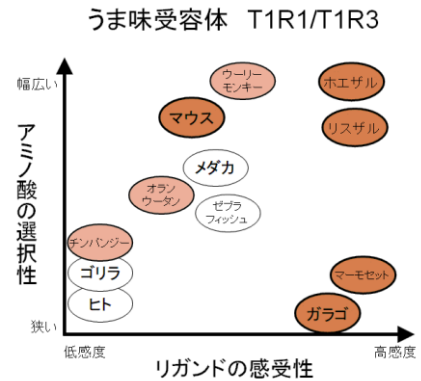 うま味受容体 T1R1/T1R3
幅広い
アミノ酸の選択性
狭い
ウーリー
モンキー
ホエザル
マウス
リスザル
メダカ
オラン
ウータン
ゼブラ
フィッシュ
チンパンジー
ゴリラ
マーモセット
ヒト
ガラゴ
低感度
高感度
リガンドの感受性